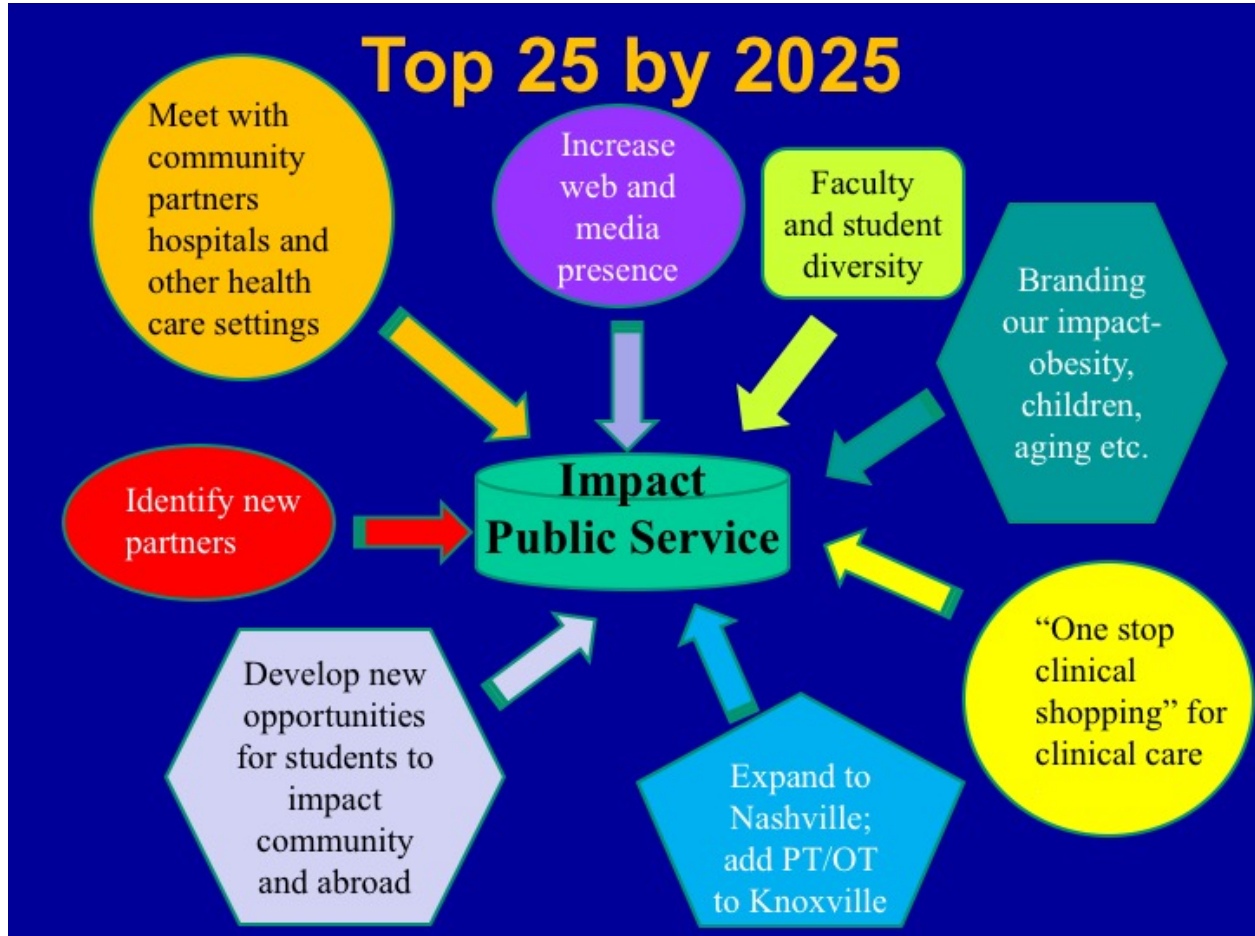 Top 25 by 2025
Meet with
community
partners
hospitals and
other health
care settings
Increase
web and
media
presence
Faculty
and student
diversity
Branding
our impact-
obesity,
children,
aging etc.
Impact
Public Service
Identify new
partners
“One stop
clinical
shopping” for
clinical care
Develop new
opportunities
for students to
impact
community
and abroad
Expand to
Nashville;
add PT/OT
to Knoxville